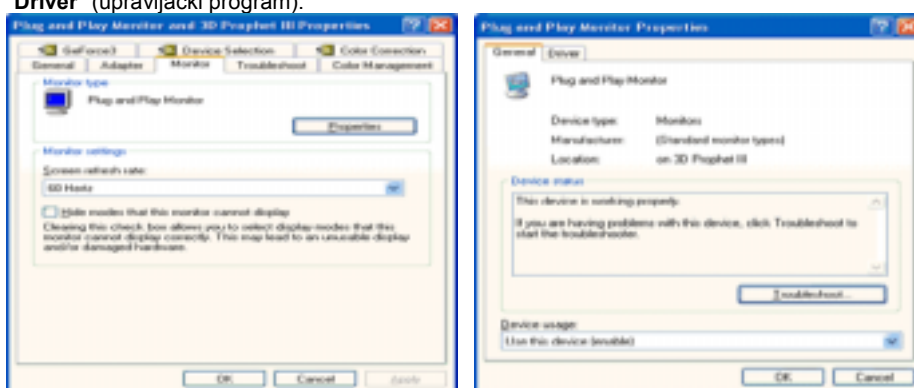 "Driver" (upravljački program).
Plug and Play Monitor and 3D Prophet III Properties
GeForce3 Device Selection Color Correction
General Adapter Monitor Troubleshoot Color Management
Monitor type
Plug and Play Monitor
Properties
Monitor settings
Screen refresh rate:
60 Hertz
Hide modes that this monitor cannot display
Clearing this check box allows you to select display modes that this
monitor cannot display correctly. This may lead to an unusable display
and/or damaged hardware.
OK Cancel Apply
Plug and Play Monitor Properties
General Driver
Plug and Play Monitor
Device type: Monitors
Manufacturer: (Standard monitor types)
Location: on 3D Prophet III
Device status
This device is working properly.
If you are having problems with this device, click Troubleshoot to
start the troubleshooter.
Troubleshoot...
Device usage:
Use this device (enable)
OK Cancel